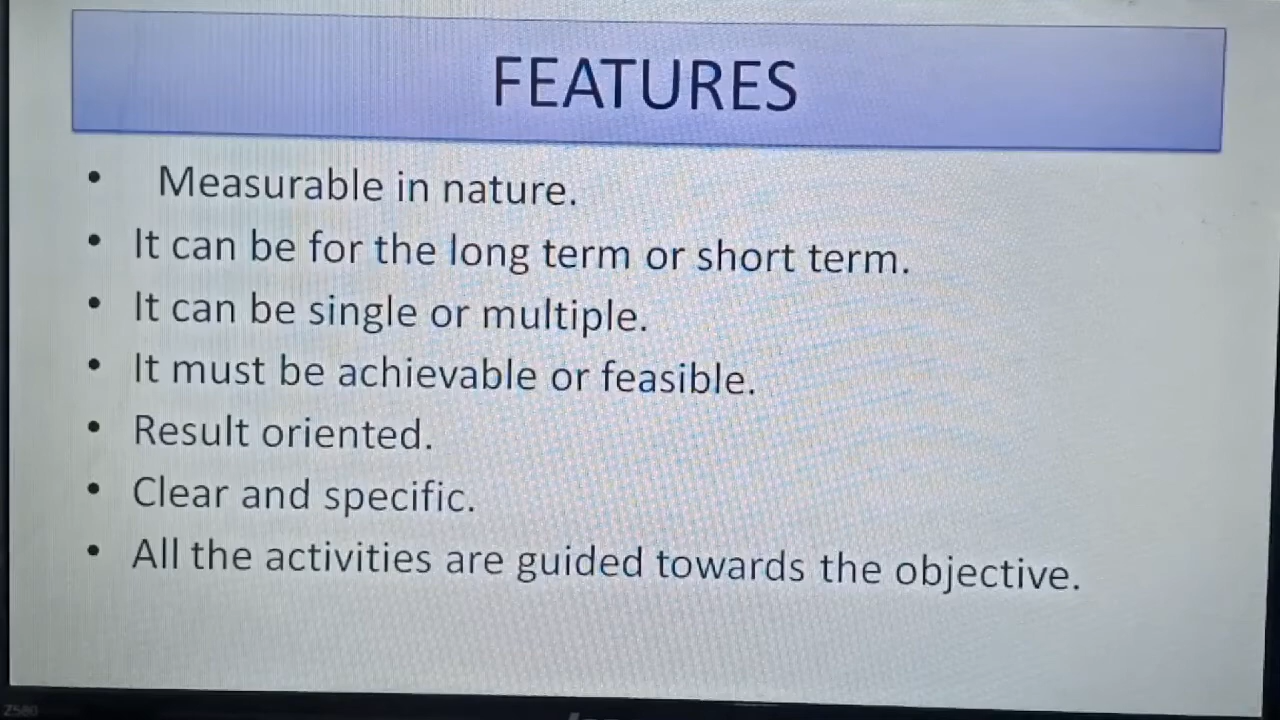 FEATURES
• Measurable in nature.
• It can be for the long term or short term.
• It can be single or multiple.
• It must be achievable or feasible.
• Result oriented.
• Clear and specific.
• All the activities are guided towards the objective.
Z580